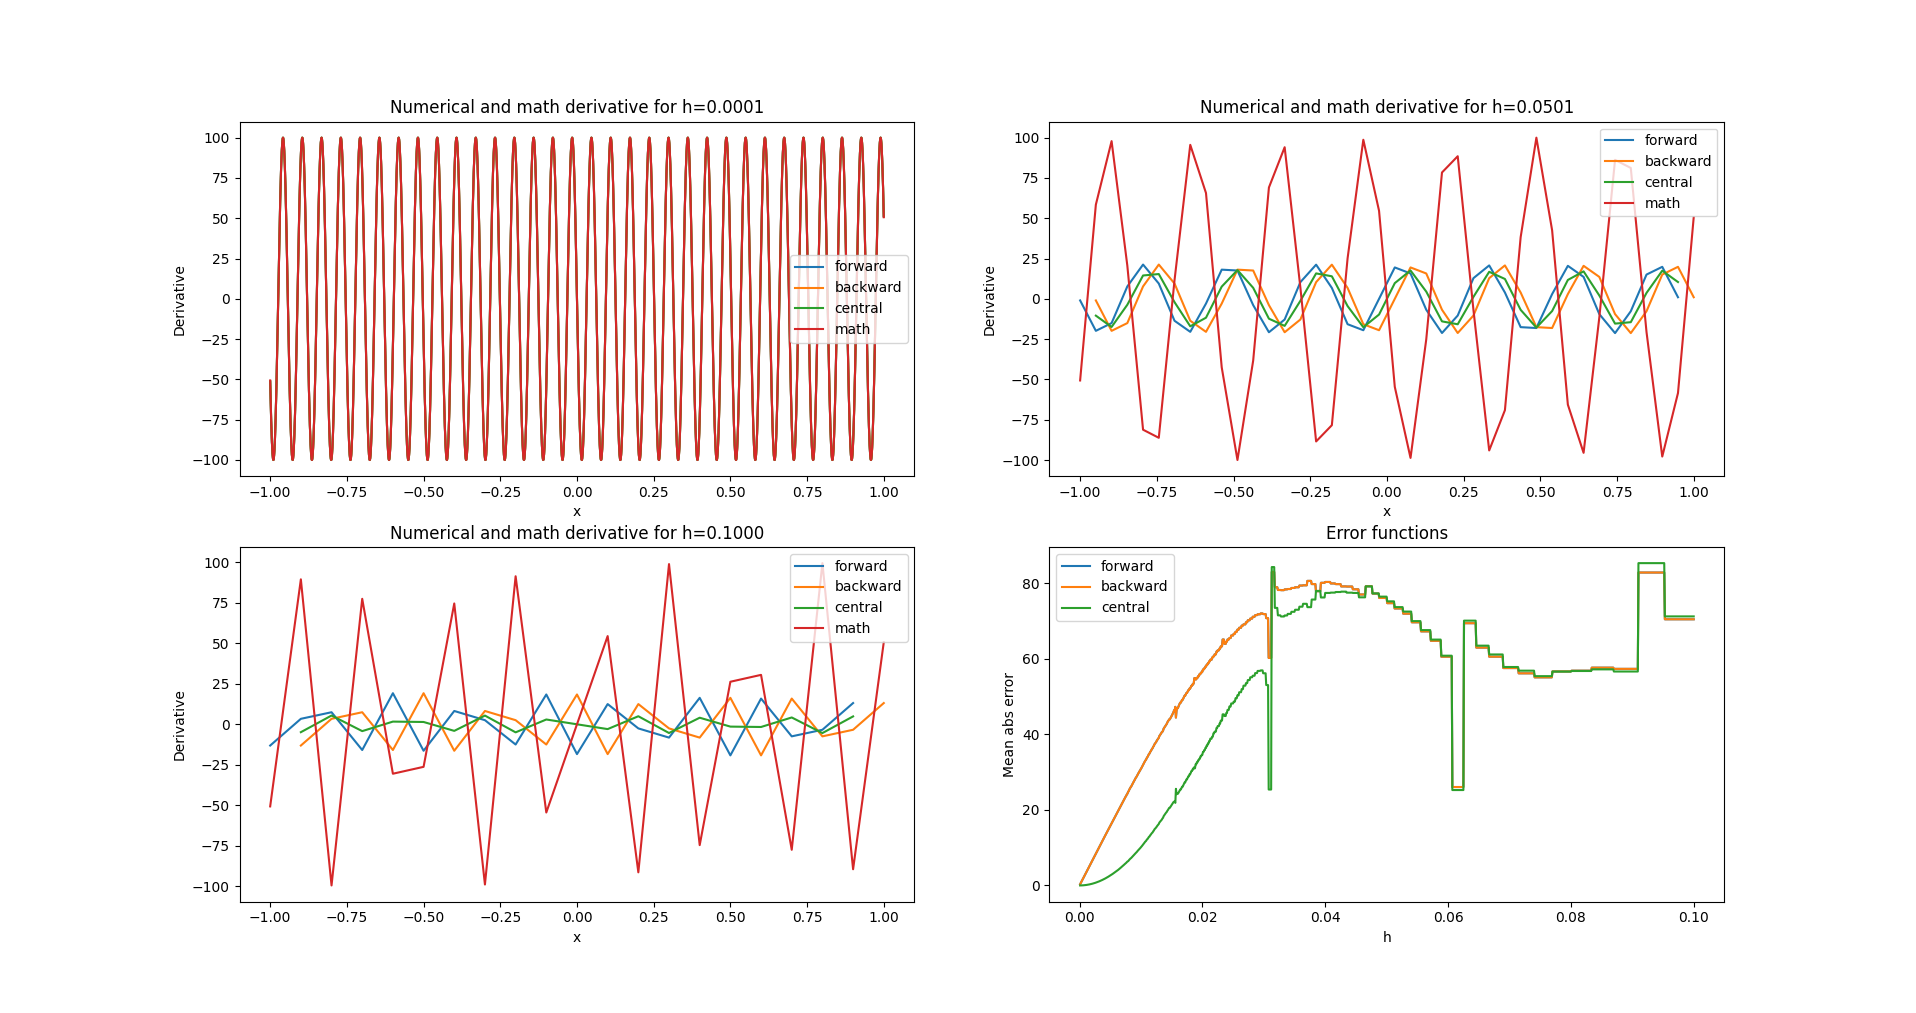 Numerical and math derivative for h=0.0001
100
75
50
25
0
−25
−50
−75
−100
Derivative
forward
backward
central
math
−1.00 −0.75 −0.50 −0.25 0.00 0.25 0.50 0.75 1.00
x
Numerical and math derivative for h=0.0501
100
75
50
25
0
−25
−50
−75
−100
Derivative
forward
backward
central
math
−1.00 −0.75 −0.50 −0.25 0.00 0.25 0.50 0.75 1.00
x
Numerical and math derivative for h=0.1000
100
75
50
25
0
−25
−50
−75
−100
Derivative
forward
backward
central
math
−1.00 −0.75 −0.50 −0.25 0.00 0.25 0.50 0.75 1.00
x
Error functions
80
60
40
20
0
Mean abs error
forward
backward
central
0.00 0.02 0.04 0.06 0.08 0.10
h